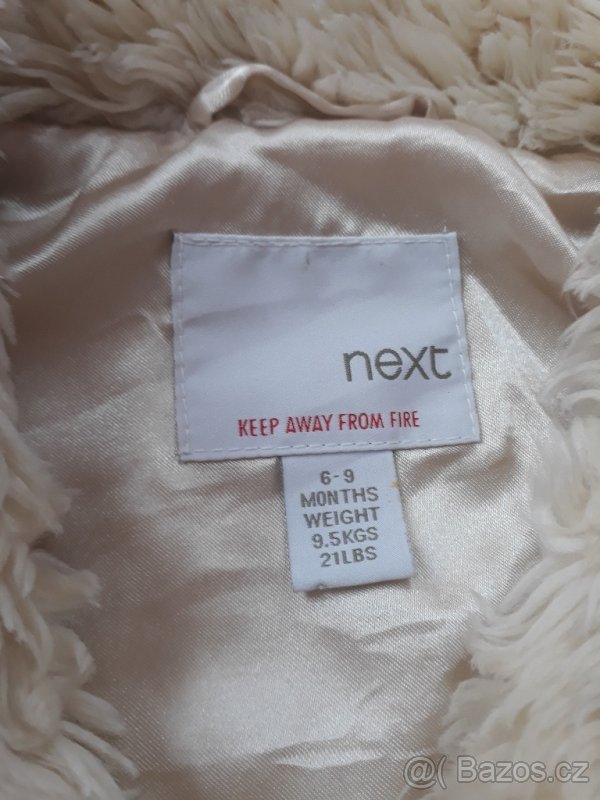 next
KEEP AWAY FROM FIRE
6-9
MONTHS
WEIGHT
9.5KGS
21LBS
@( Bazos.cz